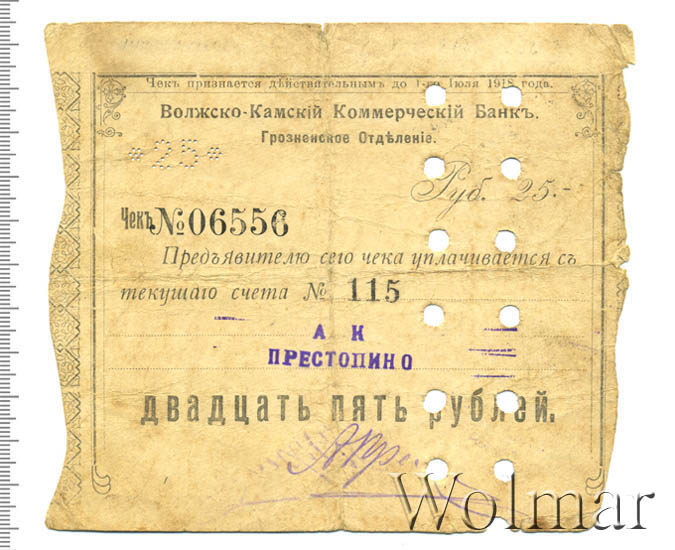 Чекъ признается дѣйствительнымъ до 1-го Іюля 1918 года.
Волжско-Камскій Коммерческій Банкъ.
Грозненское Отдѣленіе.
*25*
Руб. 25.-
Чекъ №06556
Предъявителю сего чека уплачивается съ
текущаго счета № 115
А К
ПРЕСТОПИНО
двадцать пять рублей.
Wolmar